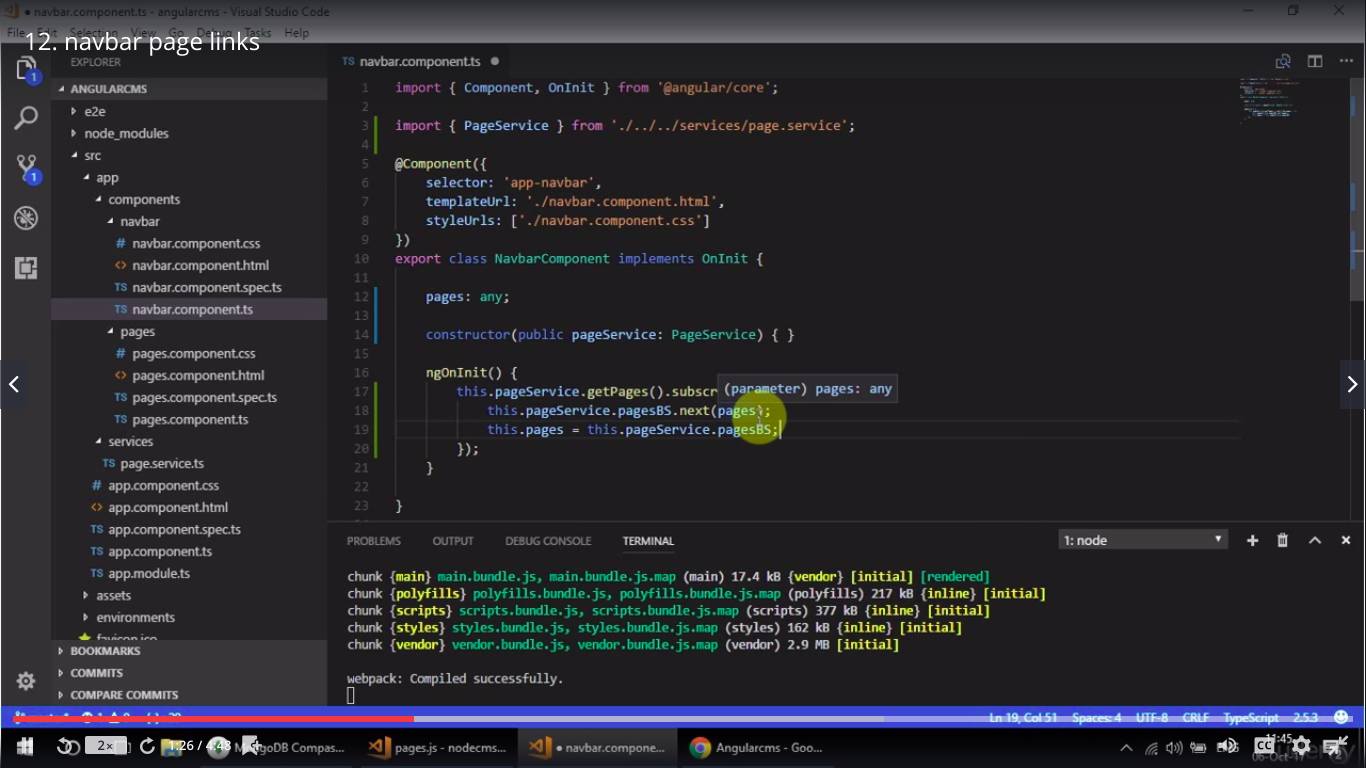 navbar.component.ts - angularcms - Visual Studio Code
File Edit Selection View Go Debug Tasks Help
12. navbar page links
EXPLORER
ANGULARCMS
e2e
node_modules
src
app
components
navbar
navbar.component.css
navbar.component.html
navbar.component.spec.ts
navbar.component.ts
pages
pages.component.css
pages.component.html
pages.component.spec.ts
pages.component.ts
services
page.service.ts
app.component.css
app.component.html
app.component.spec.ts
app.component.ts
app.module.ts
assets
environments
favicon.ico
BOOKMARKS
COMMITS
COMPARE COMMITS
1
1
TS navbar.component.ts
1 import { Component, OnInit } from '@angular/core';
2
3 import { PageService } from './../../services/page.service';
4
5 @Component({
6 selector: 'app-navbar',
7 templateUrl: './navbar.component.html',
8 styleUrls: ['./navbar.component.css']
9 })
10 export class NavbarComponent implements OnInit {
11
12 pages: any;
13
14 constructor(public pageService: PageService) { }
15
16 ngOnInit() {
17 this.pageService.getPages().subscr
(parameter) pages: any
18 this.pageService.pagesBS.next(pages);
19 this.pages = this.pageService.pagesBS;
20 });
21 }
22
23 }
PROBLEMS OUTPUT DEBUG CONSOLE TERMINAL
1: node
chunk {main} main.bundle.js, main.bundle.js.map (main) 17.4 kB {vendor} [initial] [rendered]
chunk {polyfills} polyfills.bundle.js, polyfills.bundle.js.map (polyfills) 217 kB {inline} [initial]
chunk {scripts} scripts.bundle.js, scripts.bundle.js.map (scripts) 377 kB {inline} [initial]
chunk {styles} styles.bundle.js, styles.bundle.js.map (styles) 162 kB {inline} [initial]
chunk {vendor} vendor.bundle.js, vendor.bundle.js.map (vendor) 2.9 MB [initial]
webpack: Compiled successfully.
Ln 19, Col 51 Spaces: 4 UTF-8 CRLF TypeScript 2.5.3
2x 1:26 / 4:48 MongoDB Compas... pages.js - nodecms... navbar.compone... Angularcms - Goo...
CC
11:45
06-Oct-17